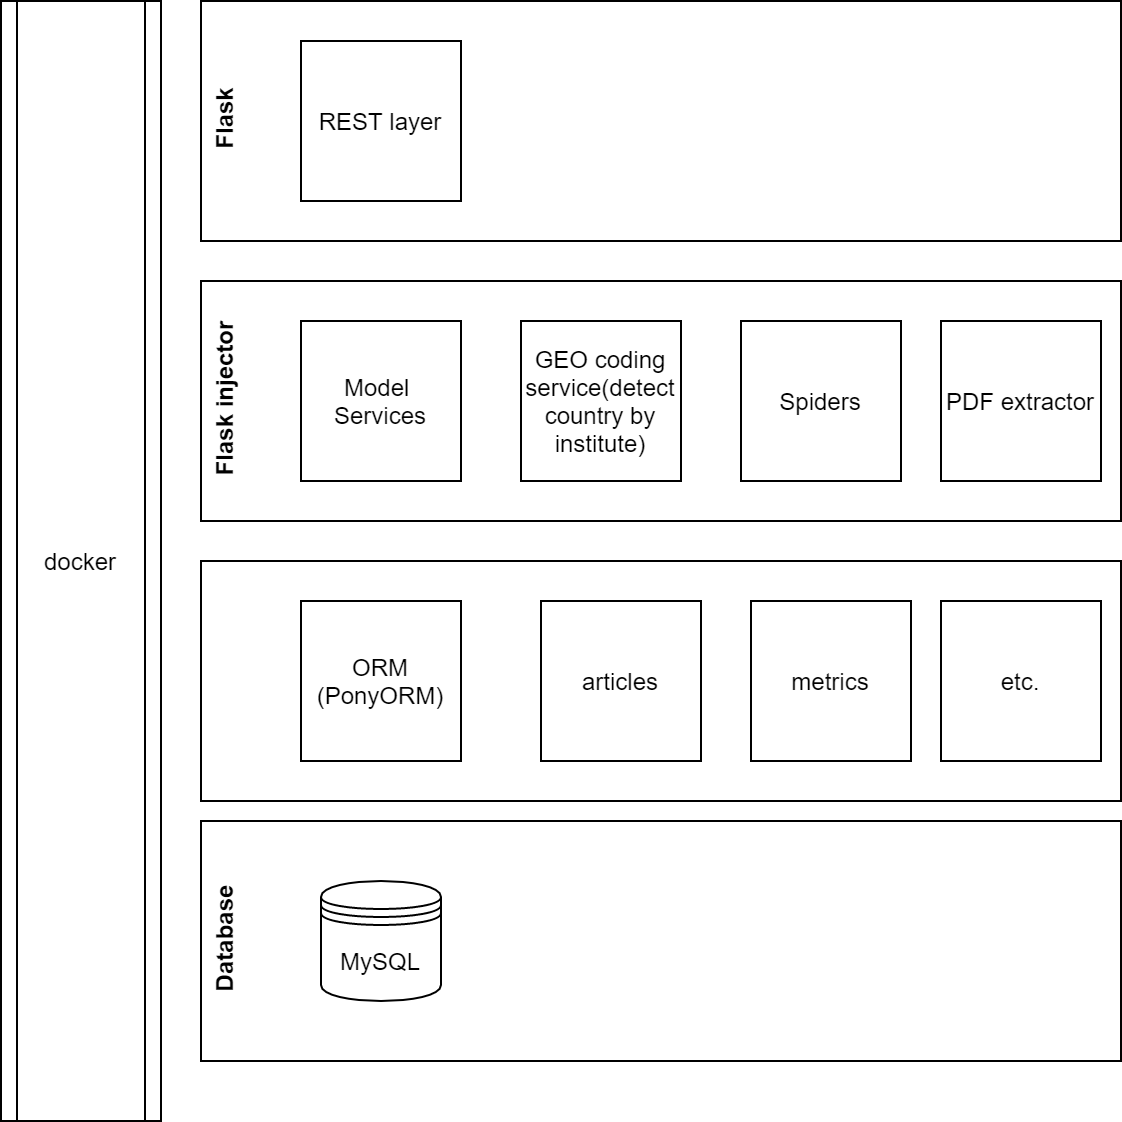 docker
Flask
REST layer
Flask injector
Model
Services
GEO coding
service(detect
country by
institute)
Spiders
PDF extractor
ORM
(PonyORM)
articles
metrics
etc.
Database
MySQL